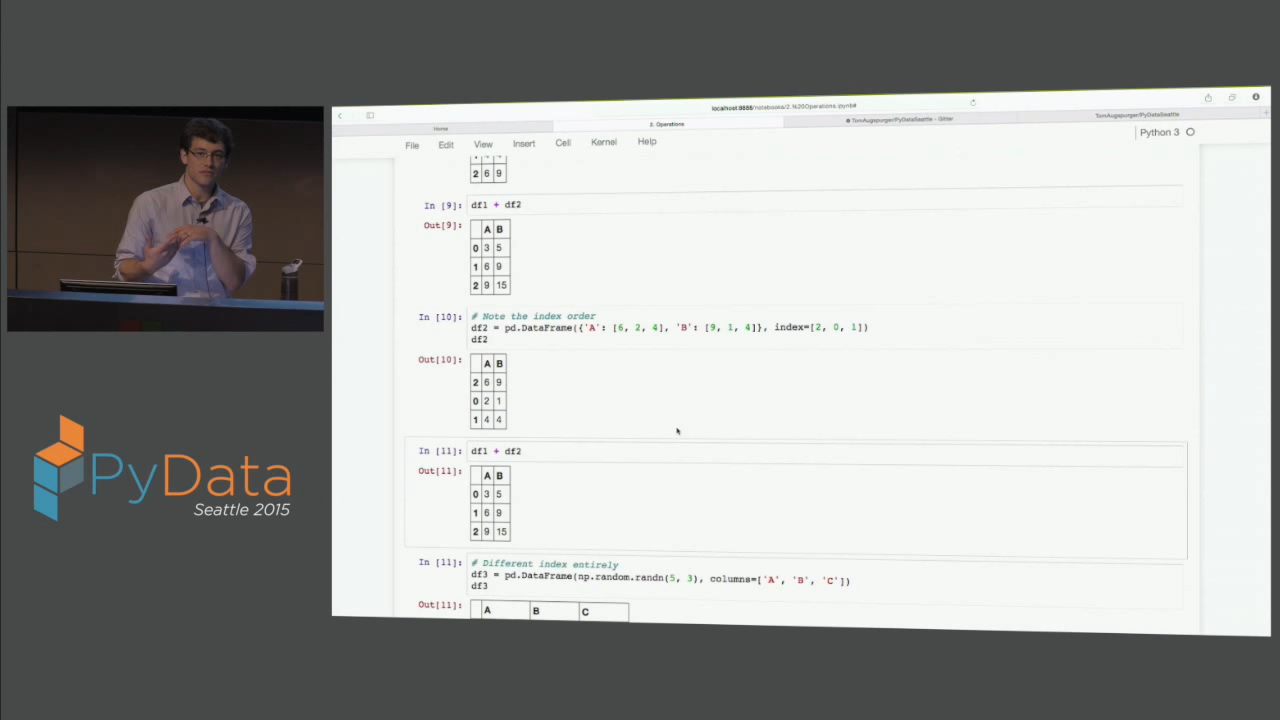 localhost:8888/notebooks/2.%20Operations.ipynb#
Home
2. Operations
TomAugspurger/PyDataSeattle - Gitter
TomAugspurger/PyDataSeattle
File Edit View Insert Cell Kernel Help
Python 3
2 6 9
In [9]: df1 + df2
Out[9]:
A B
0 3 5
1 6 9
2 9 15
In [10]: # Note the index order
df2 = pd.DataFrame({'A': [6, 2, 4], 'B': [9, 1, 4]}, index=[2, 0, 1])
df2
Out[10]:
A B
2 6 9
0 2 1
1 4 4
In [11]: df1 + df2
Out[11]:
A B
0 3 5
1 6 9
2 9 15
In [11]: # Different index entirely
df3 = pd.DataFrame(np.random.randn(5, 3), columns=['A', 'B', 'C'])
df3
Out[11]:
A B C
PyData
Seattle 2015